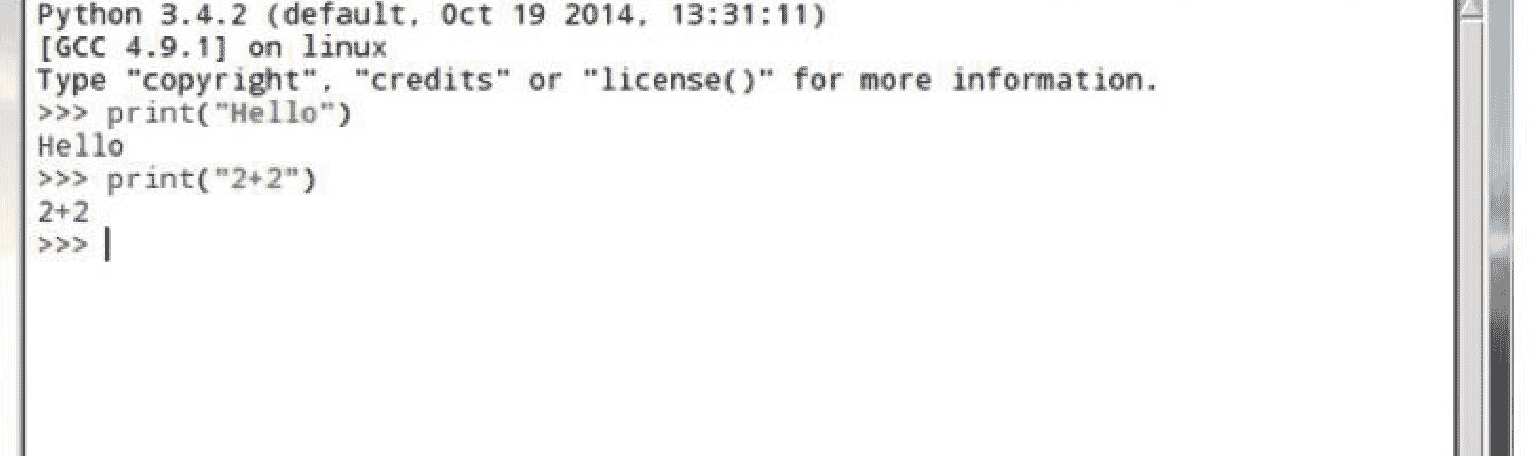 Python 3.4.2 (default, Oct 19 2014, 13:31:11)
[GCC 4.9.1] on linux
Type "copyright", "credits" or "license()" for more information.
>>> print("Hello")
Hello
>>> print("2+2")
2+2
>>>